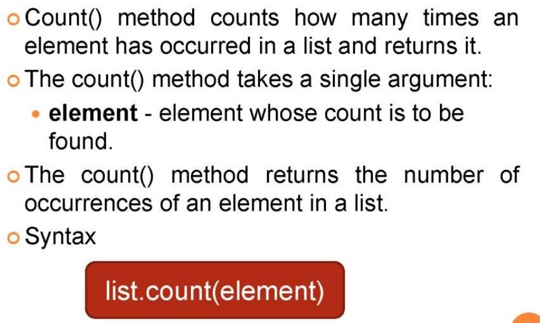 Count() method counts how many times an
element has occurred in a list and returns it.
The count() method takes a single argument:
element - element whose count is to be
found.
The count() method returns the number of
occurrences of an element in a list.
Syntax
list.count(element)